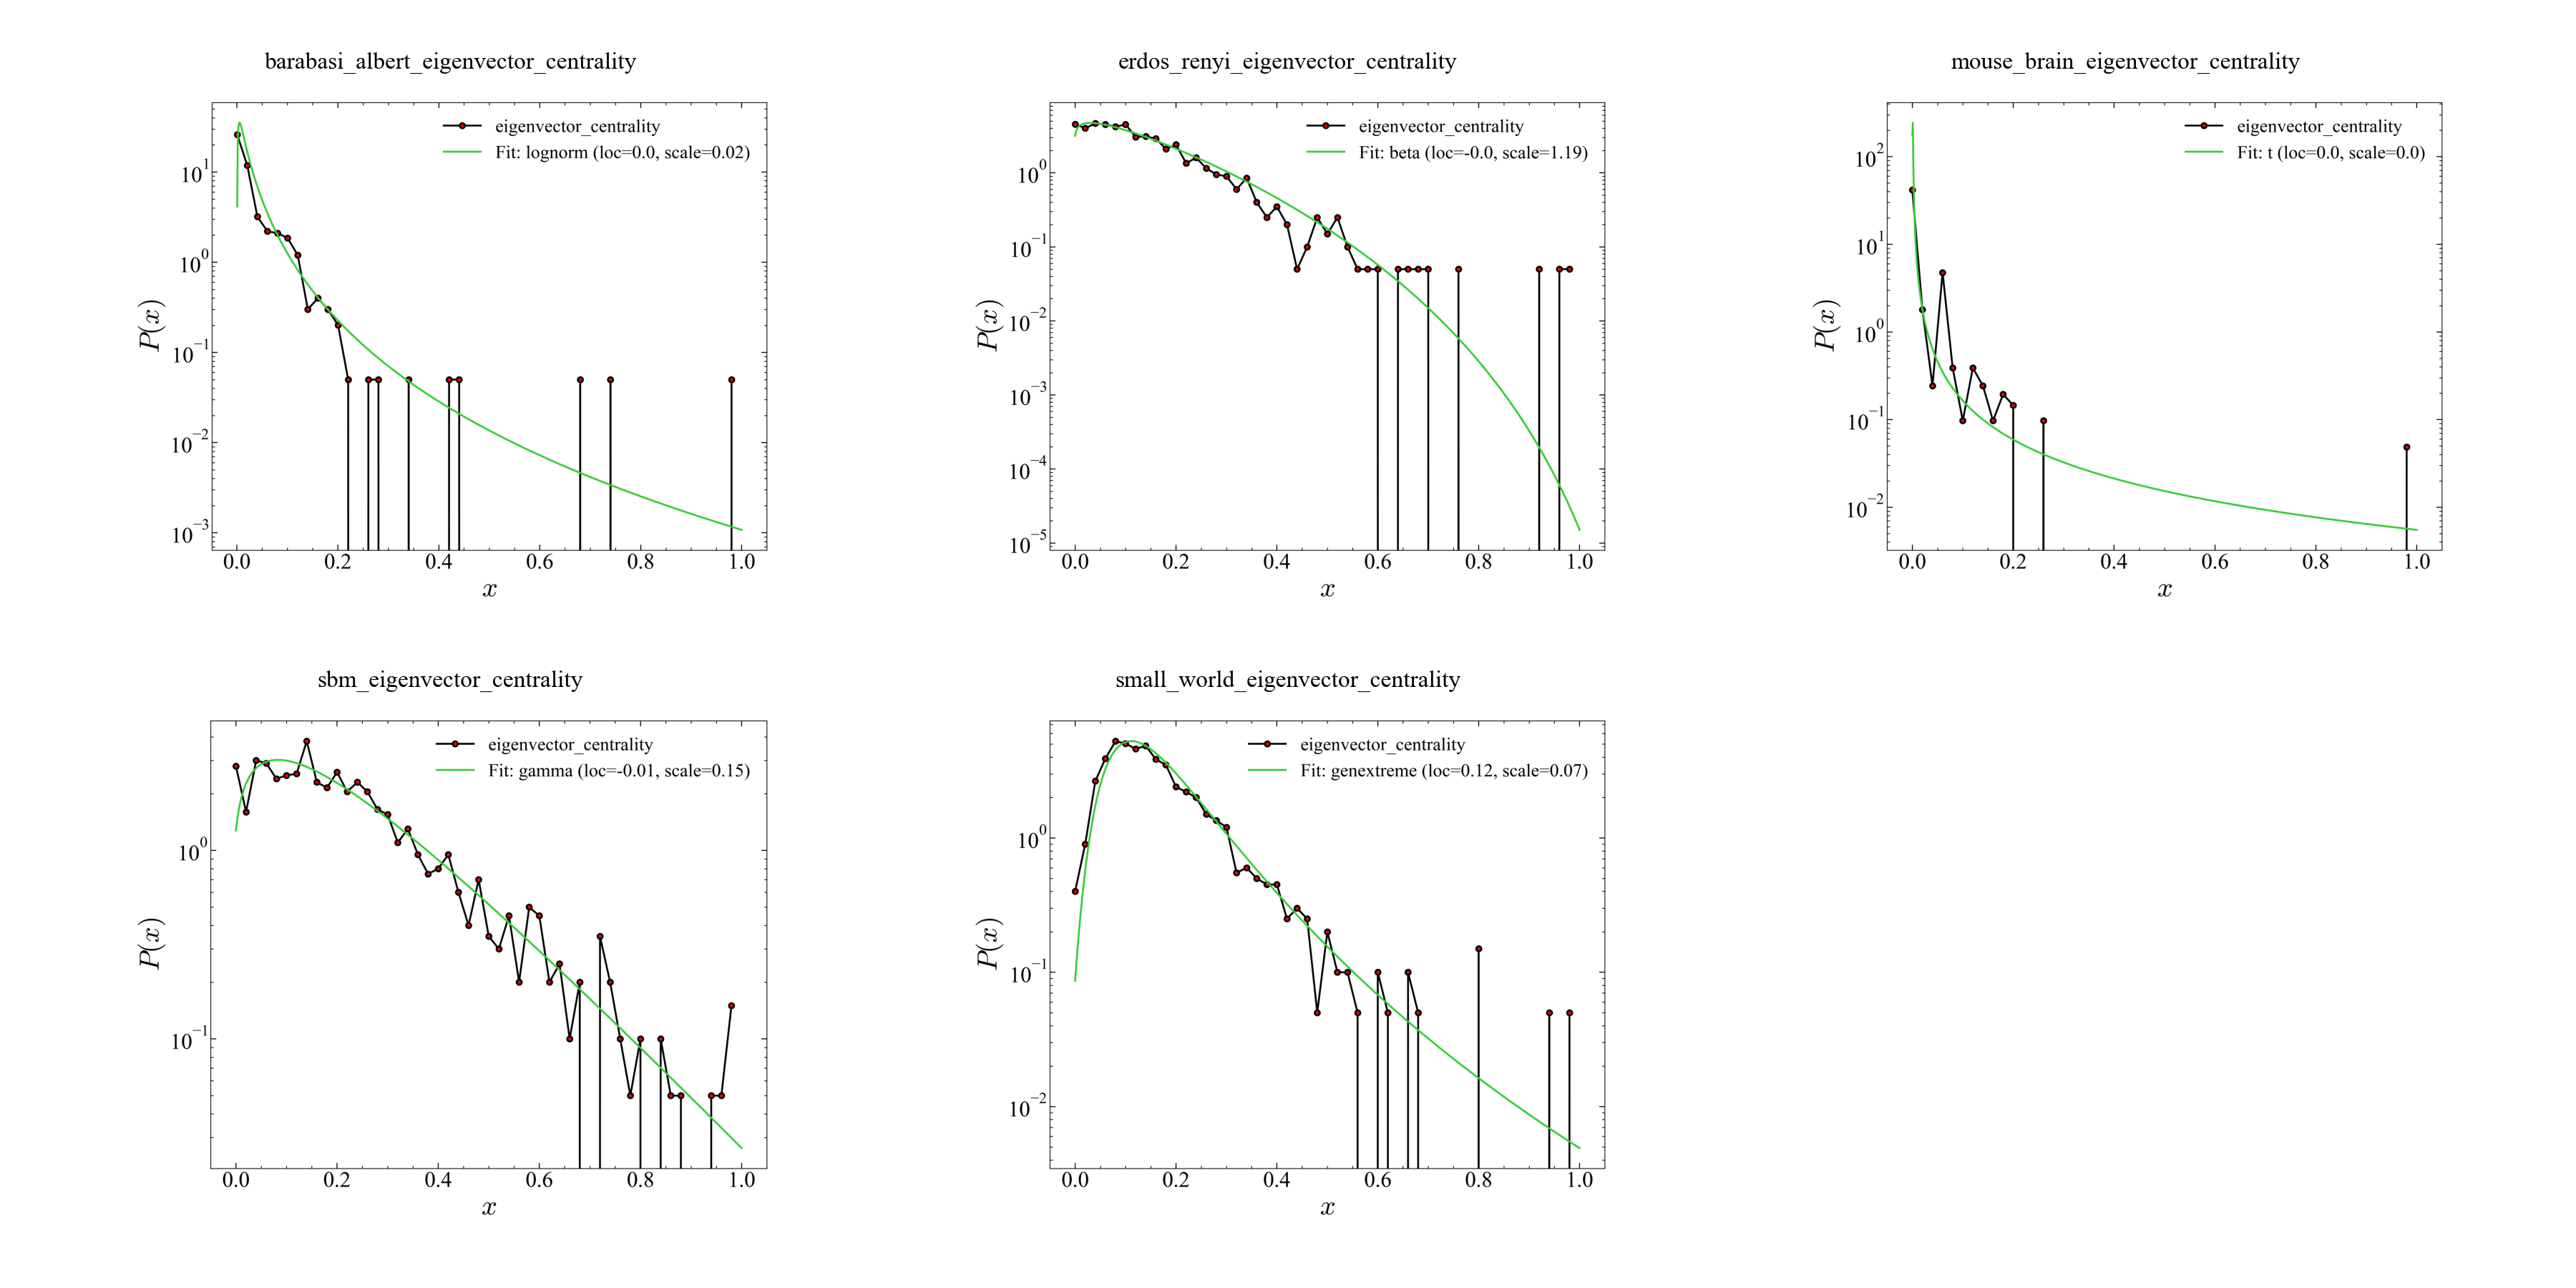 barabasi_albert_eigenvector_centrality
eigenvector_centrality
Fit: lognorm (loc=0.0, scale=0.02)
P(x)
10^1
10^0
10^−1
10^−2
10^−3
0.0 0.2 0.4 0.6 0.8 1.0
x
erdos_renyi_eigenvector_centrality
eigenvector_centrality
Fit: beta (loc=-0.0, scale=1.19)
P(x)
10^0
10^−1
10^−2
10^−3
10^−4
10^−5
0.0 0.2 0.4 0.6 0.8 1.0
x
mouse_brain_eigenvector_centrality
eigenvector_centrality
Fit: t (loc=0.0, scale=0.0)
P(x)
10^2
10^1
10^0
10^−1
10^−2
0.0 0.2 0.4 0.6 0.8 1.0
x
sbm_eigenvector_centrality
eigenvector_centrality
Fit: gamma (loc=-0.01, scale=0.15)
P(x)
10^0
10^−1
0.0 0.2 0.4 0.6 0.8 1.0
x
small_world_eigenvector_centrality
eigenvector_centrality
Fit: genextreme (loc=0.12, scale=0.07)
P(x)
10^0
10^−1
10^−2
0.0 0.2 0.4 0.6 0.8 1.0
x